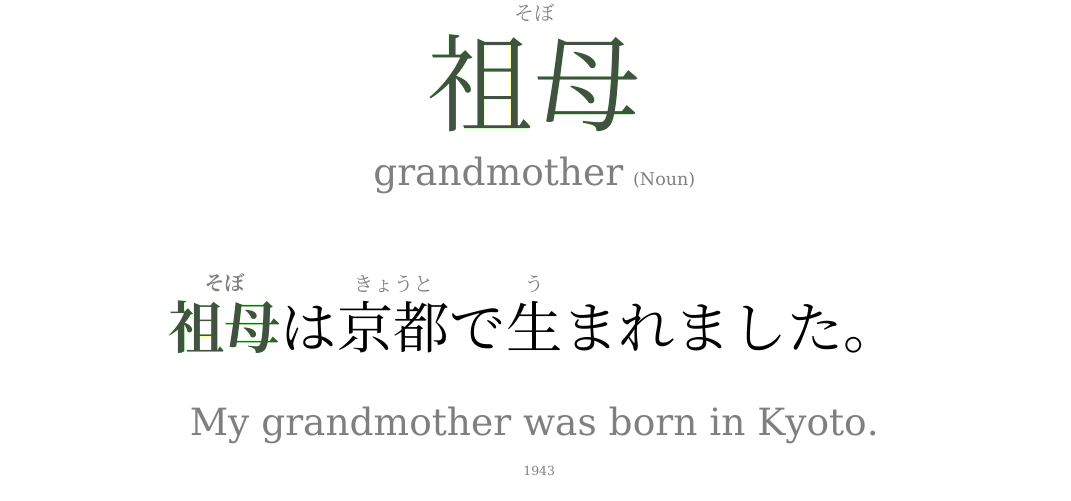 そぼ
祖母
grandmother (Noun)
そぼ きょうと う
祖母は京都で生まれました。
My grandmother was born in Kyoto.
1943